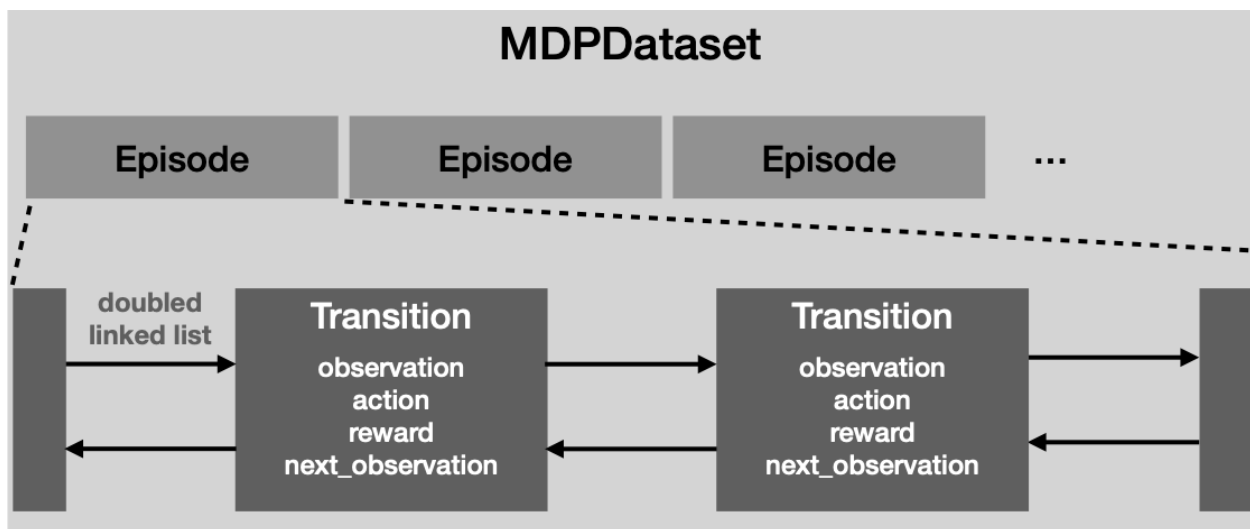 MDPDataset
Episode
Episode
Episode
...
doubled
linked list
Transition
observation
action
reward
next_observation
Transition
observation
action
reward
next_observation